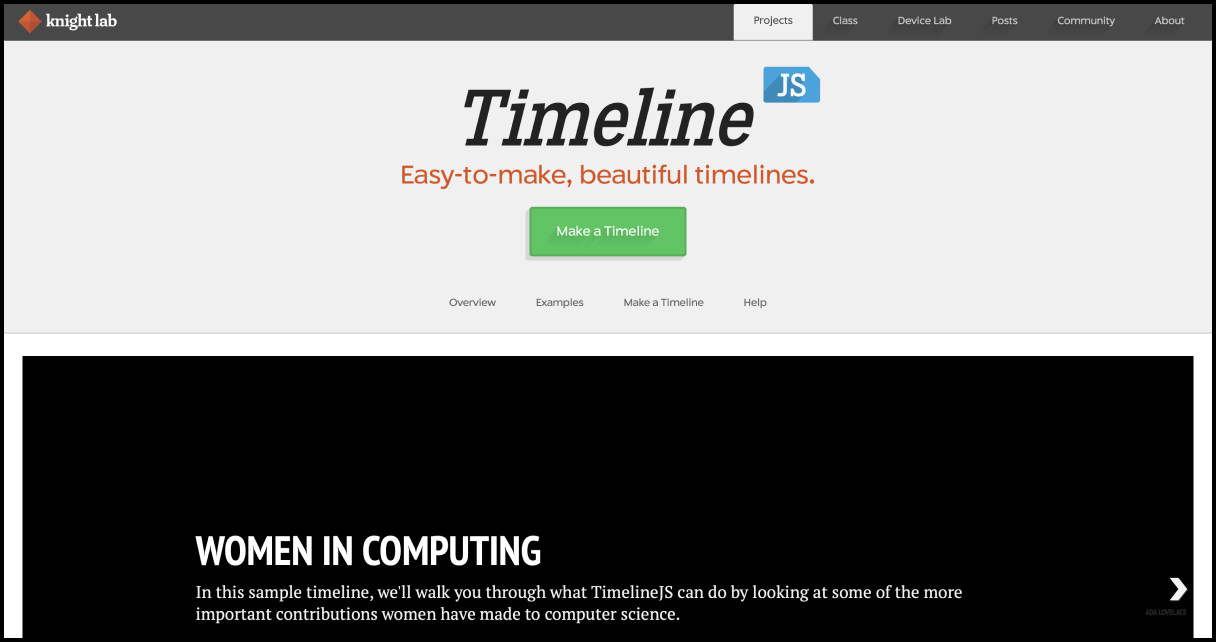 knight lab
Projects Class Device Lab Posts Community About
Timeline JS
Easy-to-make, beautiful timelines.
Make a Timeline
Overview Examples Make a Timeline Help
WOMEN IN COMPUTING
In this sample timeline, we'll walk you through what TimelineJS can do by looking at some of the more
important contributions women have made to computer science.
ADA LOVELACE